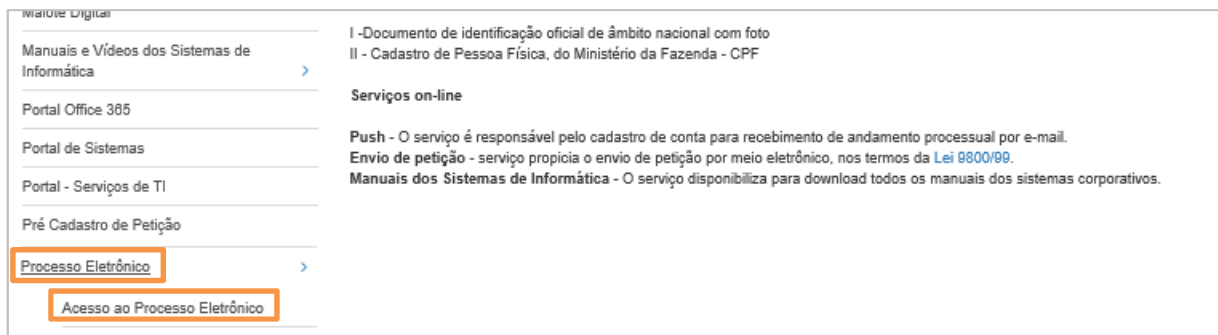 Malote Digital
Manuais e Vídeos dos Sistemas de
Informática
Portal Office 365
Portal de Sistemas
Portal - Serviços de TI
Pré Cadastro de Petição
Processo Eletrônico
Acesso ao Processo Eletrônico
I -Documento de identificação oficial de âmbito nacional com foto
II - Cadastro de Pessoa Física, do Ministério da Fazenda - CPF
Serviços on-line
Push - O serviço é responsável pelo cadastro de conta para recebimento de andamento processual por e-mail.
Envio de petição - serviço propicia o envio de petição por meio eletrônico, nos termos da Lei 9800/99.
Manuais dos Sistemas de Informática - O serviço disponibiliza para download todos os manuais dos sistemas corporativos.